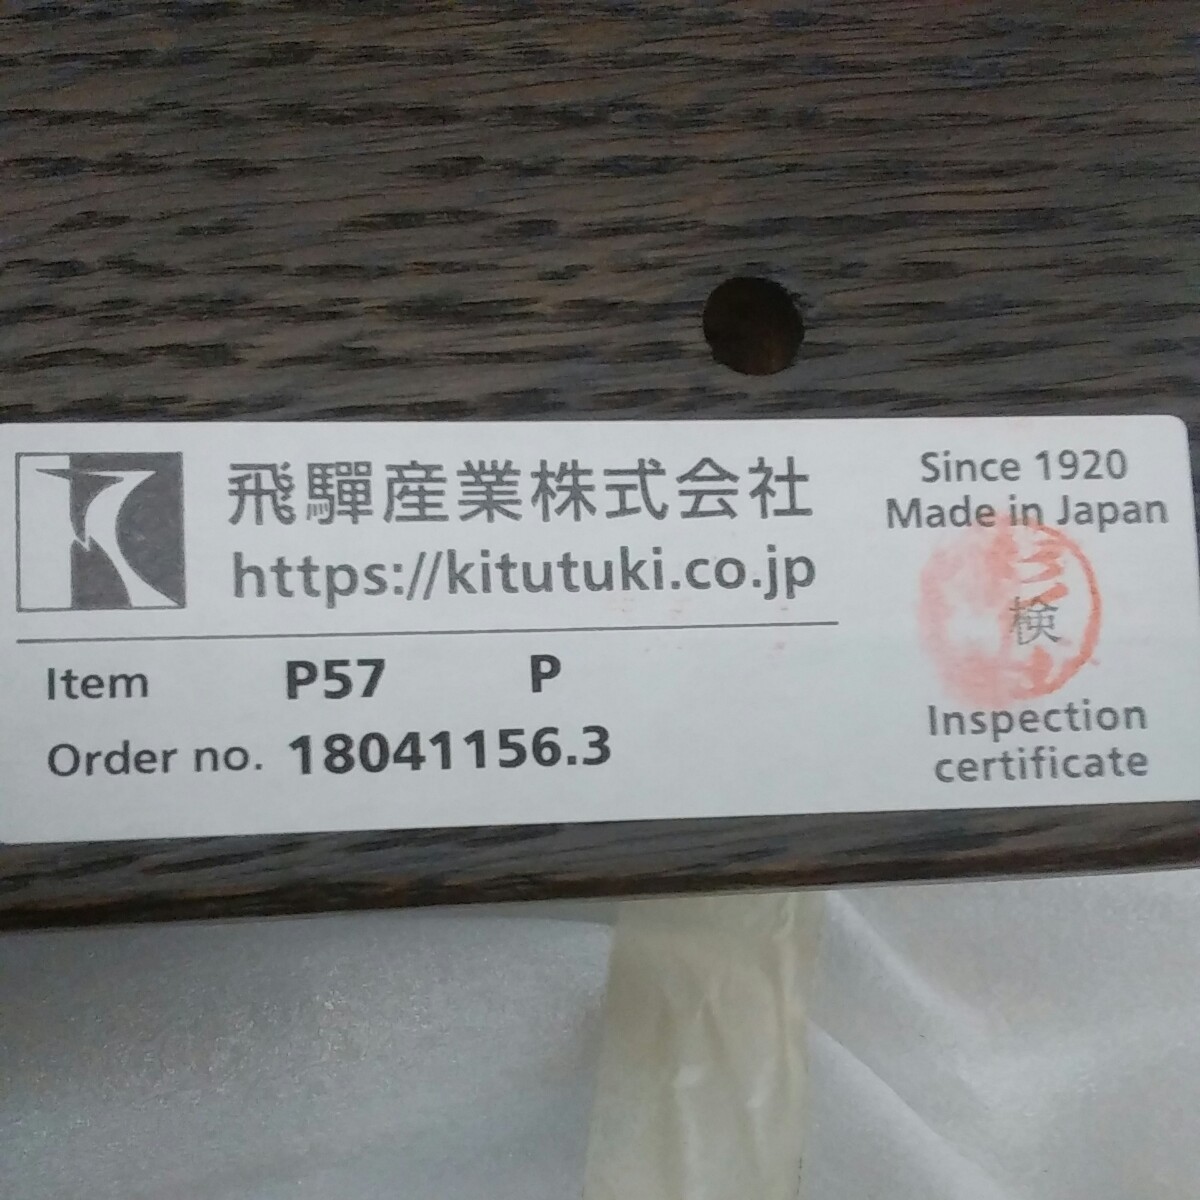 飛驒産業株式会社
https://kitutuki.co.jp
Item P57 P
Order no. 18041156.3
Since 1920
Made in Japan
検
Inspection
certificate